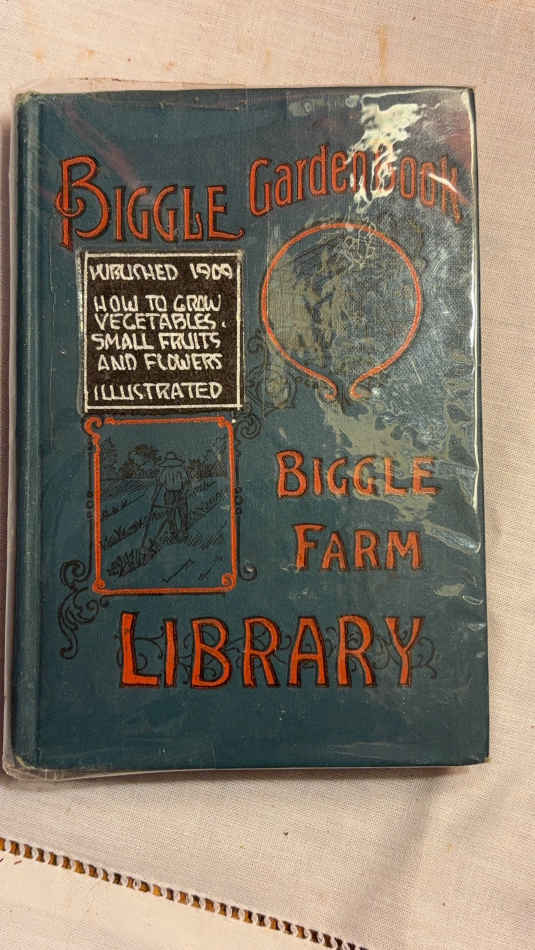 BIGGLE Garden Book
PUBLISHED 1909
HOW TO GROW
VEGETABLES.
SMALL FRUITS
AND FLOWERS
ILLUSTRATED
BIGGLE
FARM
LIBRARY